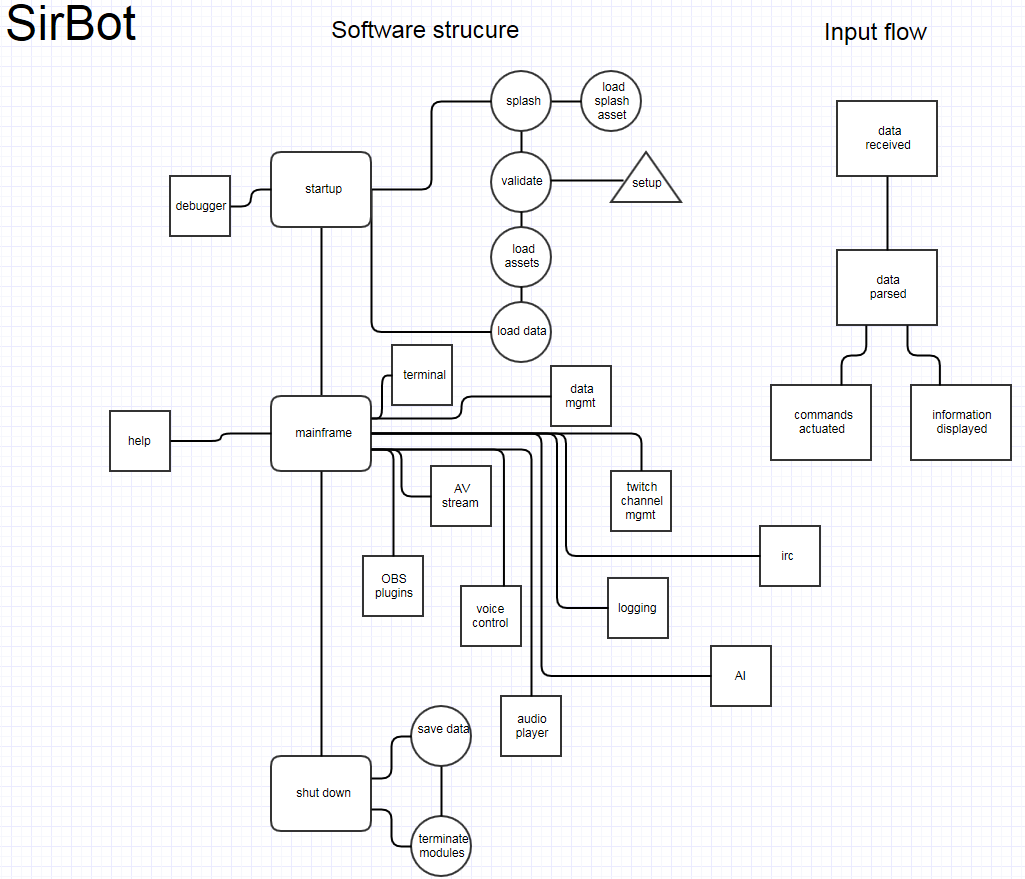 SirBot
Software strucure
Input flow
splash
load
splash
asset
data
received
startup
validate
setup
debugger
load
assets
data
parsed
load data
terminal
data
mgmt
commands
actuated
information
displayed
help
mainframe
AV
stream
twitch
channel
mgmt
irc
OBS
plugins
voice
control
logging
AI
audio
player
save data
shut down
terminate
modules